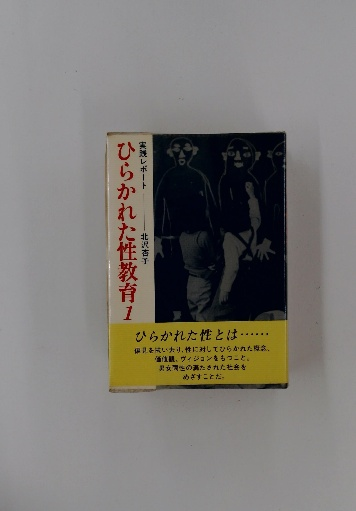 実践レポート――北沢杏子
ひらかれた性教育1
ひらかれた性とは……
偏見を拭い去り、性に対してひらかれた概念、
価値観、ヴィジョンをもつこと。
男女両性の満たされた社会を
めざすことだ。